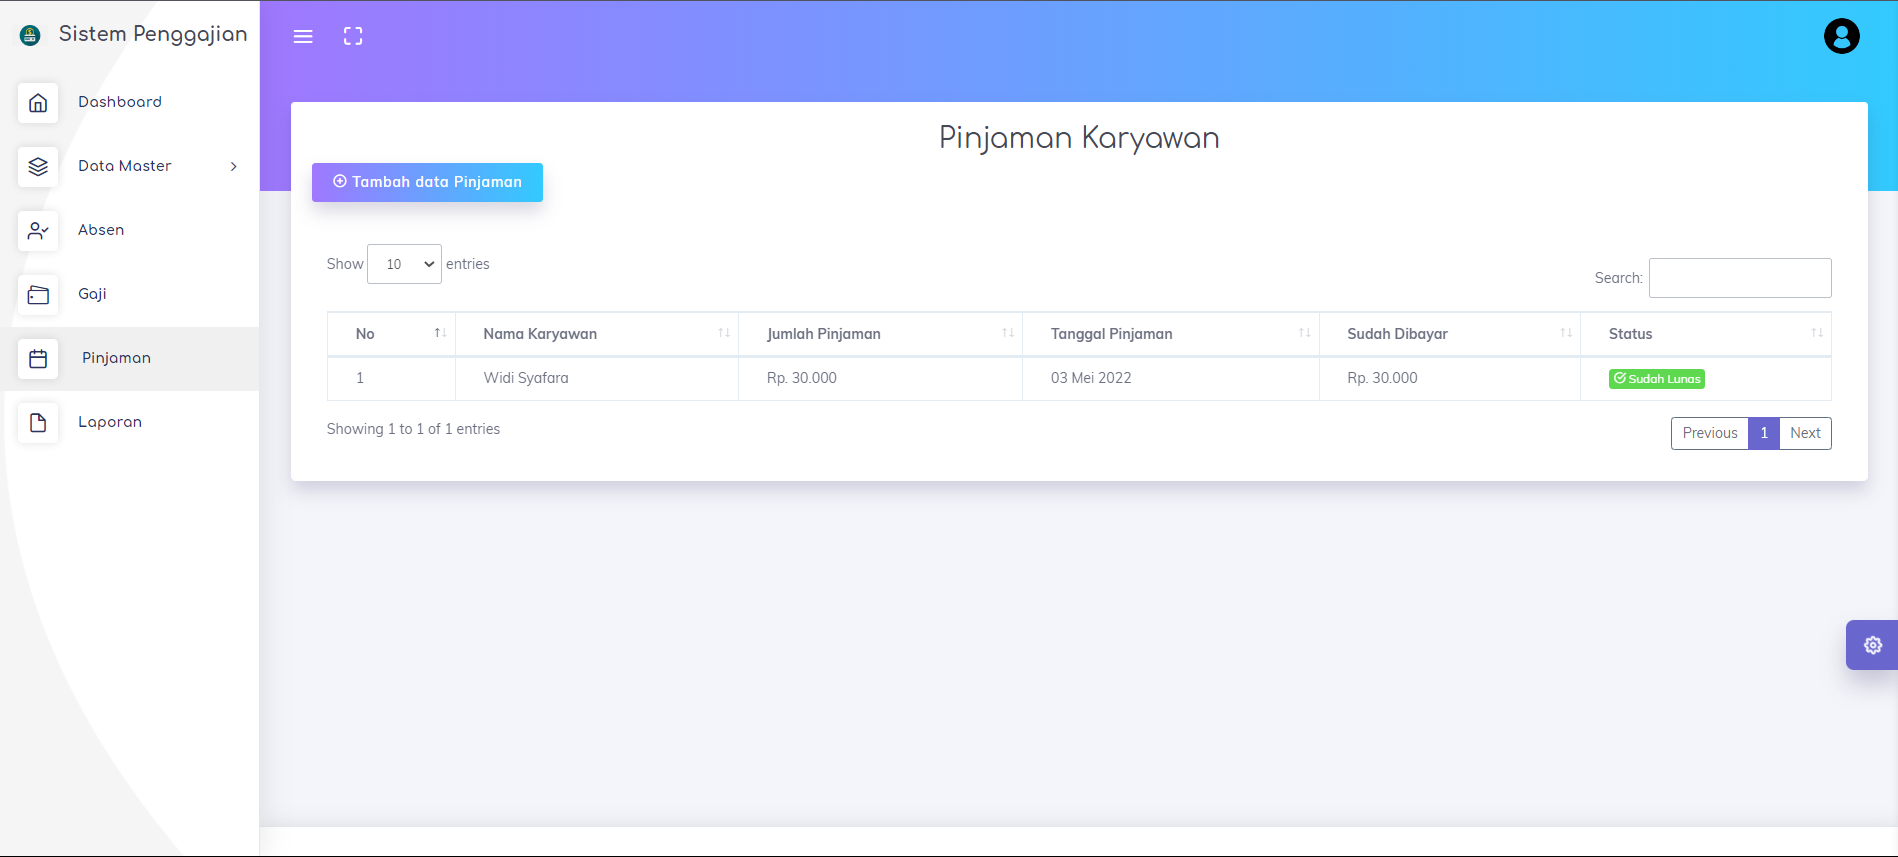 Sistem Penggajian
Dashboard
Data Master
Absen
Gaji
Pinjaman
Laporan
Pinjaman Karyawan
Tambah data Pinjaman
Show 10 entries
Search:
No Nama Karyawan Jumlah Pinjaman Tanggal Pinjaman Sudah Dibayar Status
1 Widi Syafara Rp. 30.000 03 Mei 2022 Rp. 30.000 Sudah Lunas
Showing 1 to 1 of 1 entries
Previous 1 Next